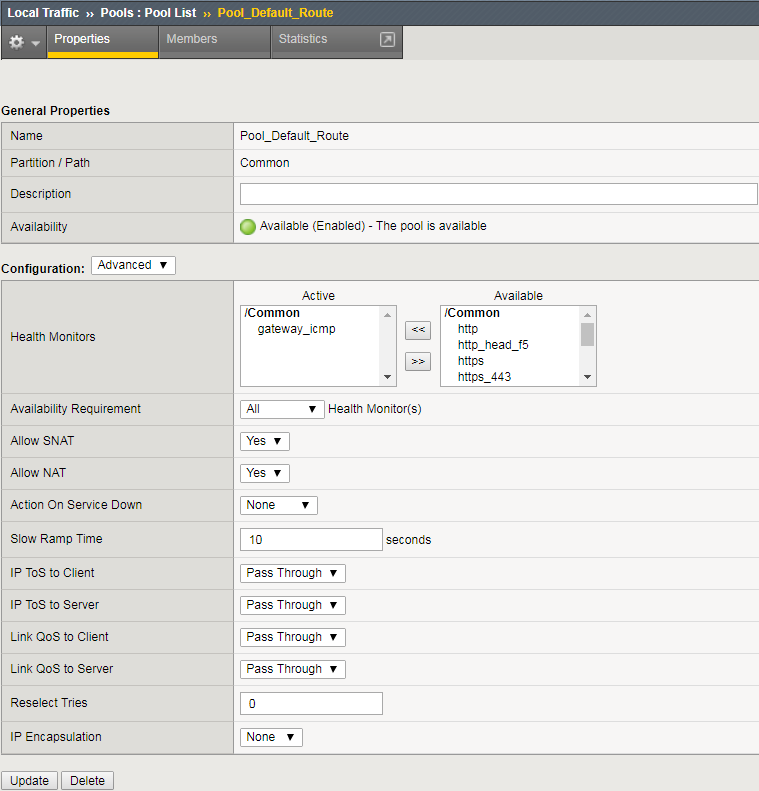 Local Traffic ›› Pools : Pool List ›› Pool_Default_Route
Properties Members Statistics
General Properties
Name Pool_Default_Route
Partition / Path Common
Description
Availability Available (Enabled) - The pool is available
Configuration: Advanced ▼
Active Available
Health Monitors
/Common
gateway_icmp
<<
>>
/Common
http
http_head_f5
https
https_443
Availability Requirement All ▼ Health Monitor(s)
Allow SNAT Yes ▼
Allow NAT Yes ▼
Action On Service Down None ▼
Slow Ramp Time 10 seconds
IP ToS to Client Pass Through ▼
IP ToS to Server Pass Through ▼
Link QoS to Client Pass Through ▼
Link QoS to Server Pass Through ▼
Reselect Tries 0
IP Encapsulation None ▼
Update Delete